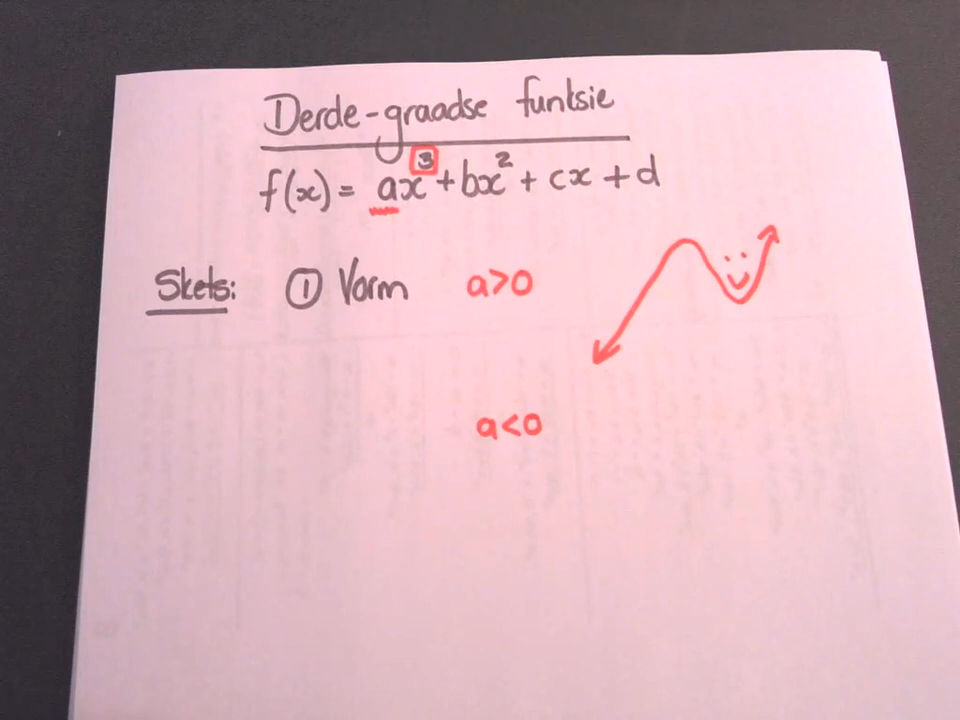 Derde-graadse funksie
f(x) = ax³ + bx² + cx + d
Skets: ① Vorm a>0
a<0